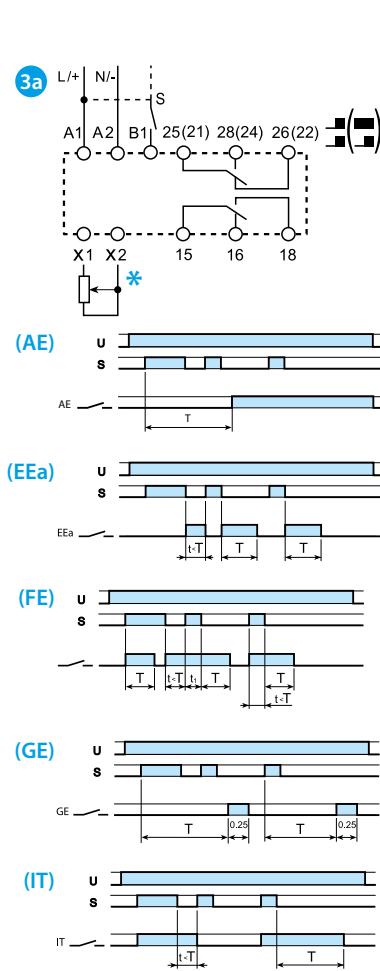 3a
L/+ N/-
S
A1 A2 B1 25(21) 28(24) 26(22)
X1 X2 15 16 18
*
(AE)
U
S
AE
T
(EEa)
U
S
EEa
t<T T T
(FE)
U
S
T t<T t1 T T
t<T
(GE)
U
S
GE
T 0.25 T 0.25
(IT)
U
S
IT
t<T T